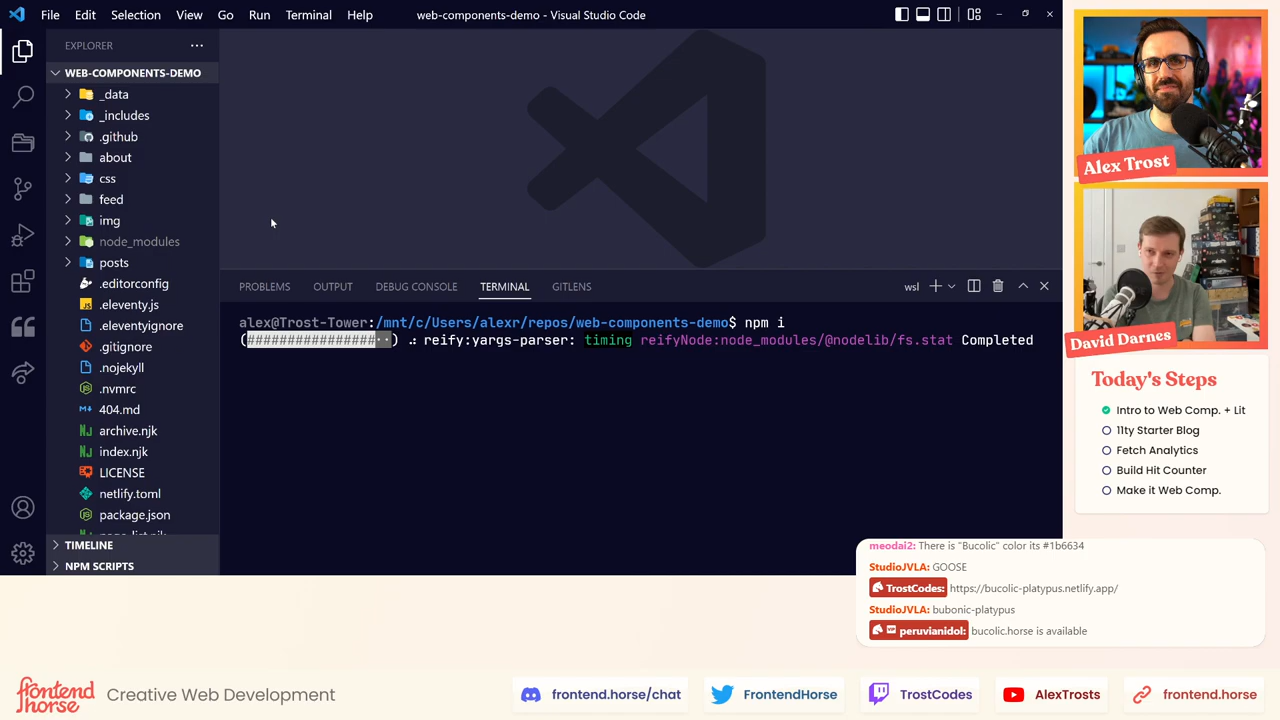 File Edit Selection View Go Run Terminal Help
web-components-demo - Visual Studio Code
EXPLORER
WEB-COMPONENTS-DEMO
_data
_includes
.github
about
css
feed
img
node_modules
posts
.editorconfig
.eleventy.js
.eleventyignore
.gitignore
.nojekyll
.nvmrc
404.md
archive.njk
index.njk
LICENSE
netlify.toml
package.json
TIMELINE
NPM SCRIPTS
PROBLEMS OUTPUT DEBUG CONSOLE TERMINAL GITLENS
wsl
alex@Trost-Tower:/mnt/c/Users/alexr/repos/web-components-demo$ npm i
(################··) ⠴ reify:yargs-parser: timing reifyNode:node_modules/@nodelib/fs.stat Completed
Alex Trost
David Darnes
Today's Steps
Intro to Web Comp. + Lit
11ty Starter Blog
Fetch Analytics
Build Hit Counter
Make it Web Comp.
meodai2: There is “Bucolic” color its #1b6634
StudioJVLA: GOOSE
TrostCodes: https://bucolic-platypus.netlify.app/
StudioJVLA: bubonic-platypus
peruvianidol: bucolic.horse is available
frontend
horse
Creative Web Development
frontend.horse/chat
FrontendHorse
TrostCodes
AlexTrosts
frontend.horse